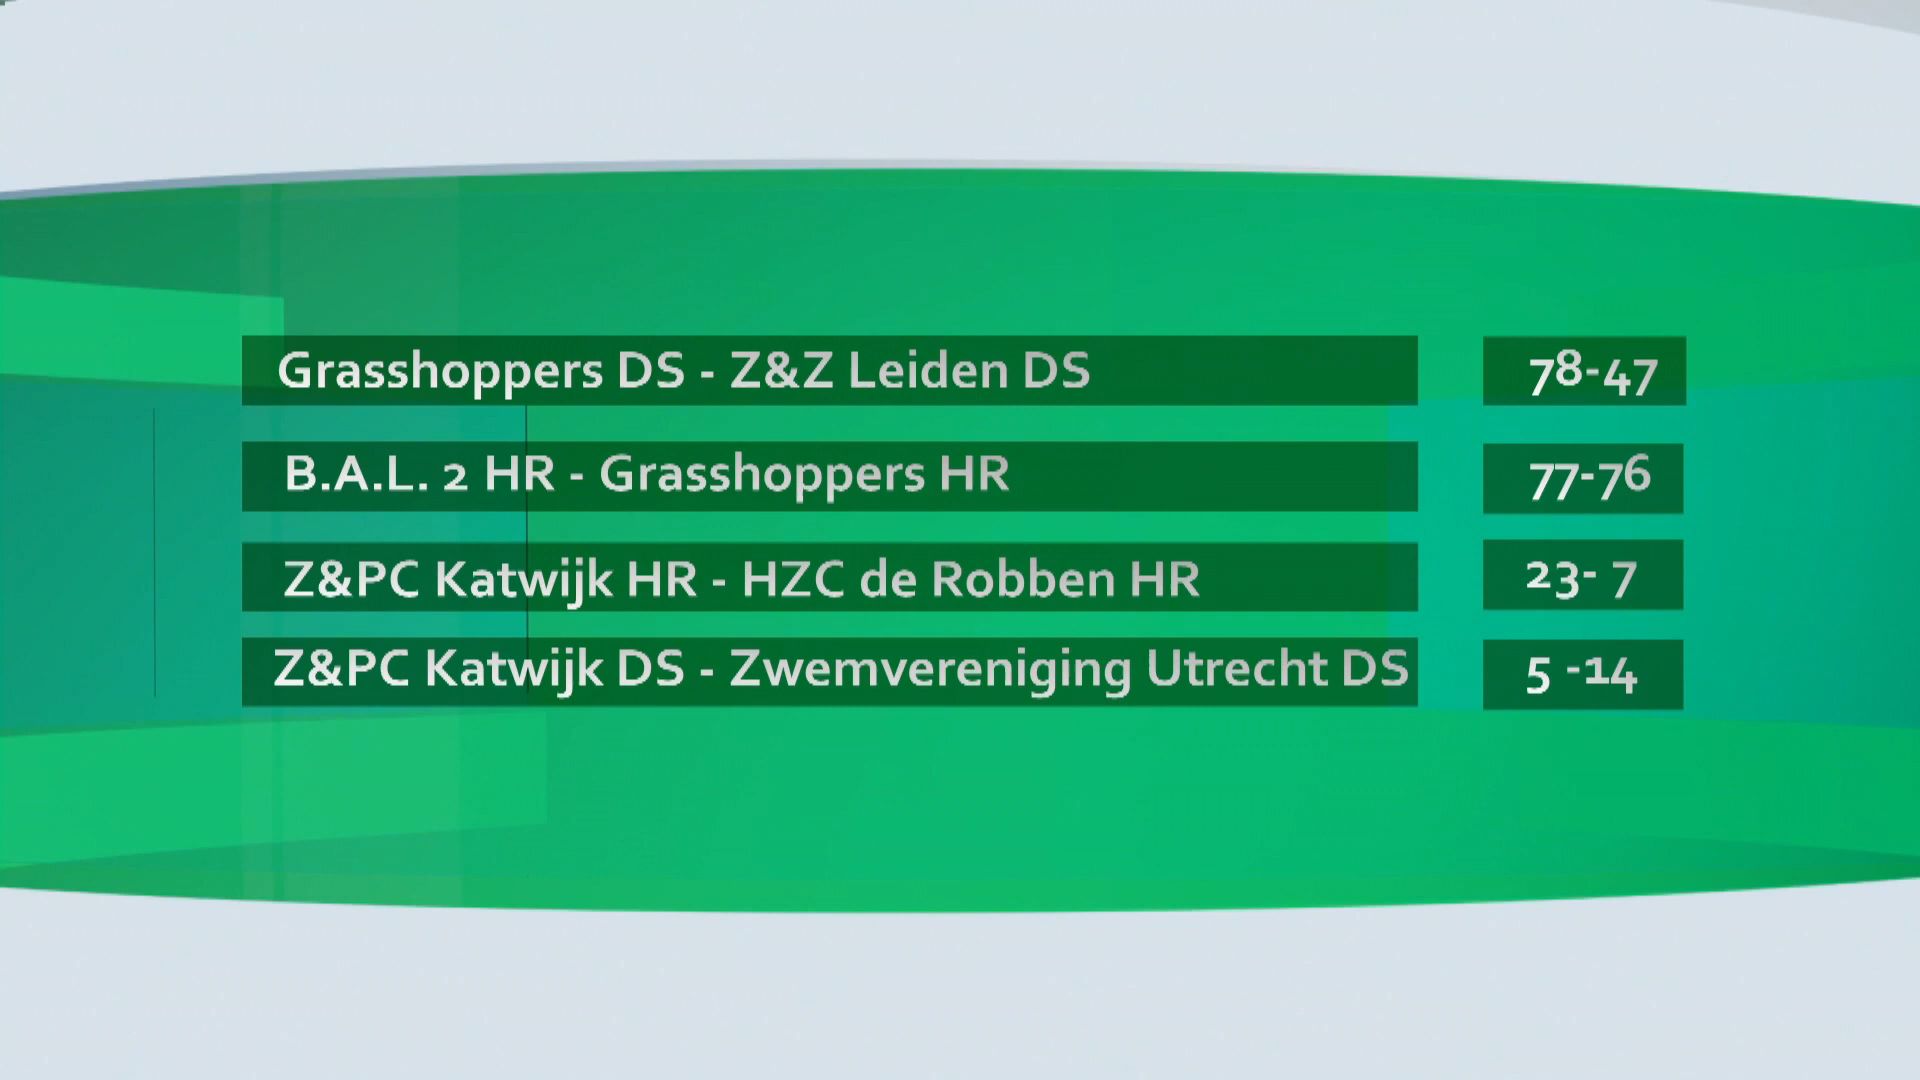 Grasshoppers DS - Z&Z Leiden DS 78-47
B.A.L. 2 HR - Grasshoppers HR 77-76
Z&PC Katwijk HR - HZC de Robben HR 23- 7
Z&PC Katwijk DS - Zwemvereniging Utrecht DS 5 -14